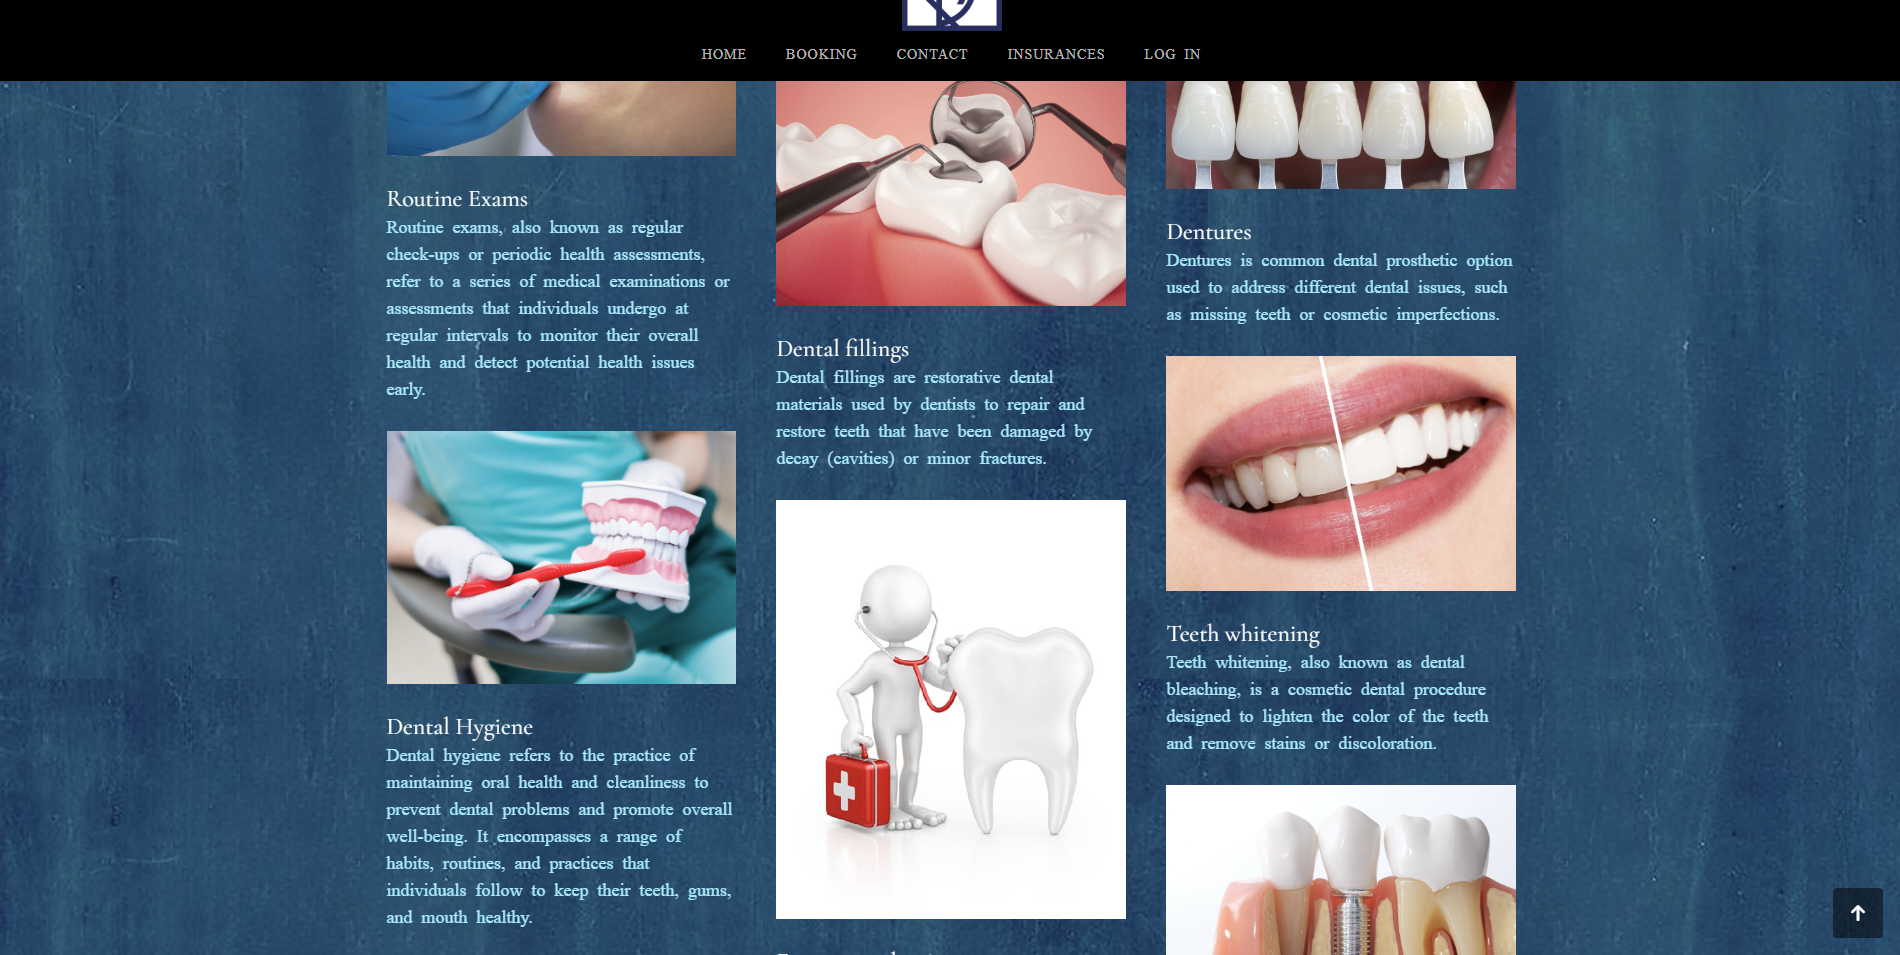 HOME BOOKING CONTACT INSURANCES LOG IN
Routine Exams
Routine exams, also known as regular
check-ups or periodic health assessments,
refer to a series of medical examinations or
assessments that individuals undergo at
regular intervals to monitor their overall
health and detect potential health issues
early.
Dental Hygiene
Dental hygiene refers to the practice of
maintaining oral health and cleanliness to
prevent dental problems and promote overall
well-being. It encompasses a range of
habits, routines, and practices that
individuals follow to keep their teeth, gums,
and mouth healthy.
Dental fillings
Dental fillings are restorative dental
materials used by dentists to repair and
restore teeth that have been damaged by
decay (cavities) or minor fractures.
Dentures
Dentures is common dental prosthetic option
used to address different dental issues, such
as missing teeth or cosmetic imperfections.
Teeth whitening
Teeth whitening, also known as dental
bleaching, is a cosmetic dental procedure
designed to lighten the color of the teeth
and remove stains or discoloration.